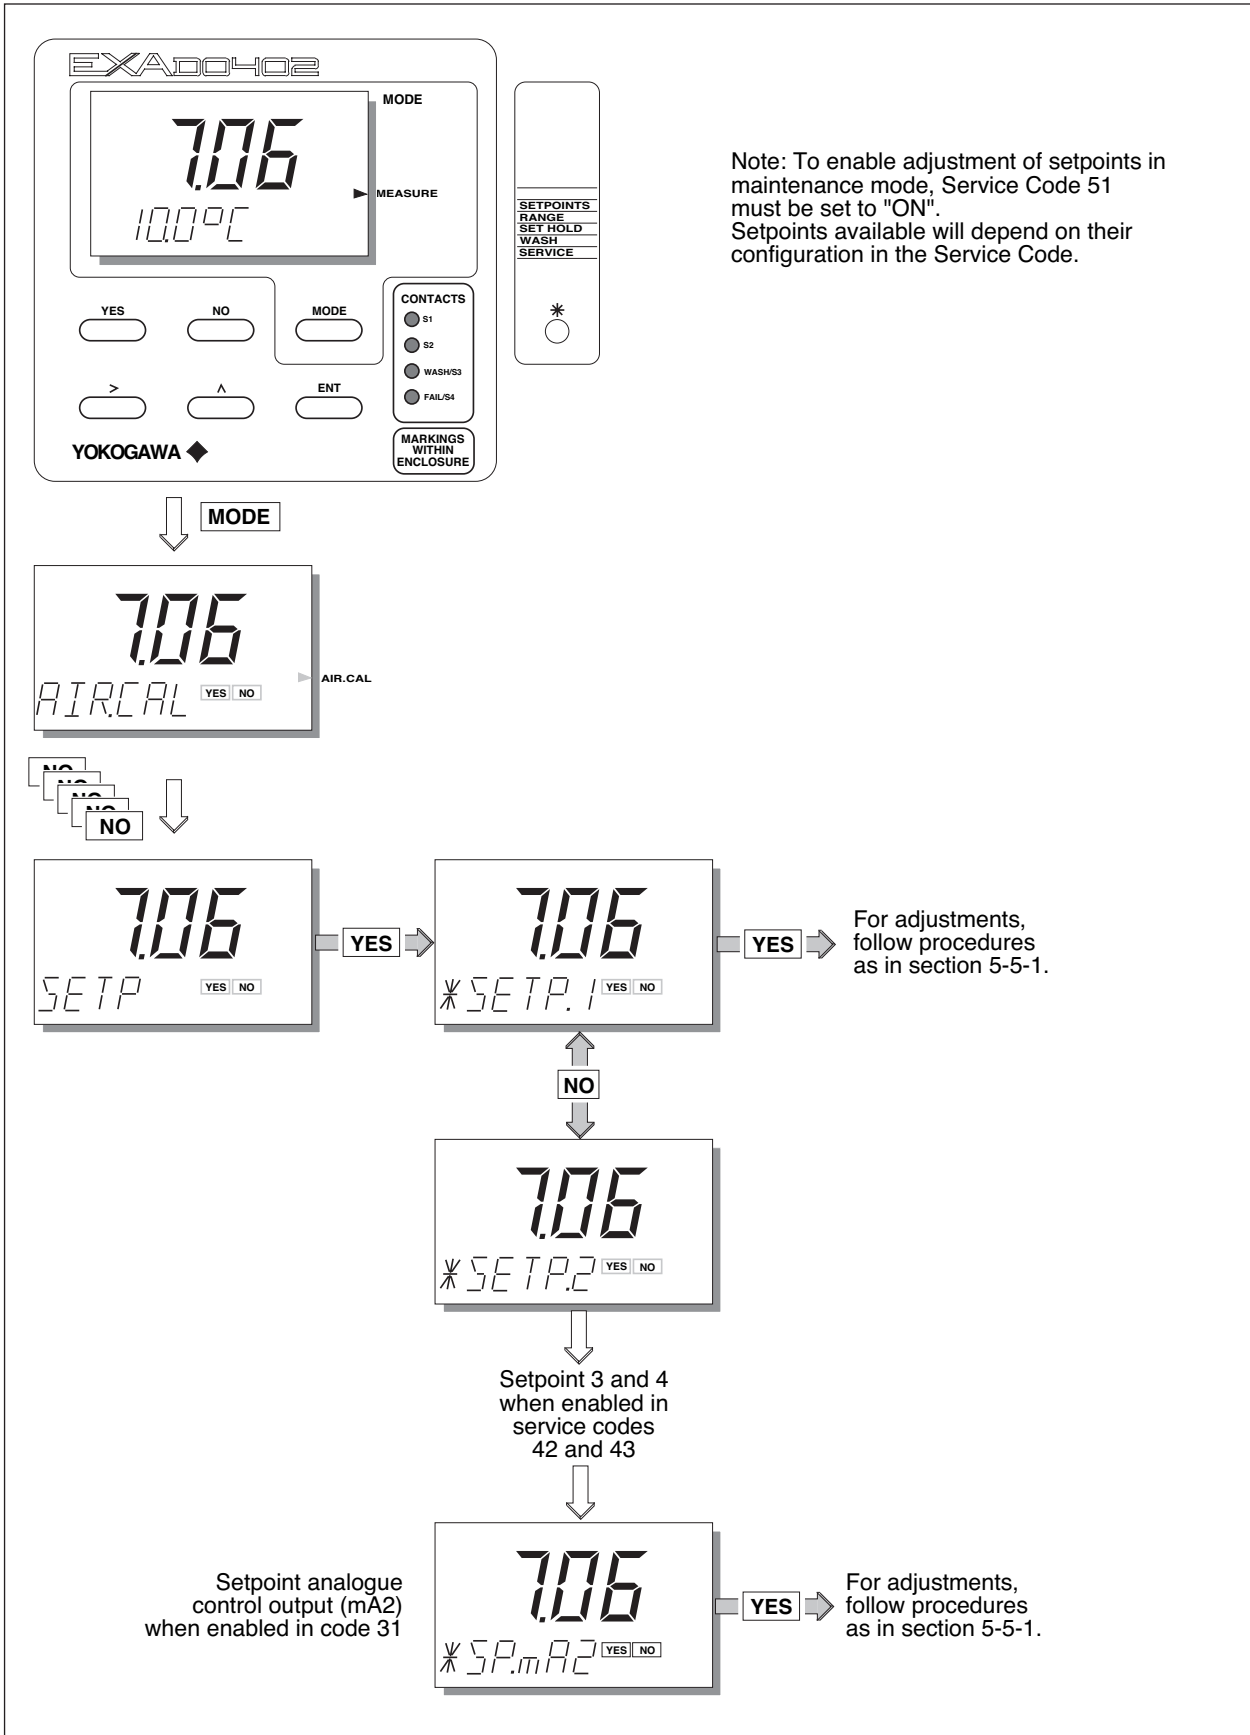 EXA DO402
7.06
10.0°C
MODE
MEASURE
YES
NO
MODE
>
^
ENT
CONTACTS
S1
S2
WASH/S3
FAIL/S4
YOKOGAWA
MARKINGS
WITHIN
ENCLOSURE
SETPOINTS
RANGE
SET HOLD
WASH
SERVICE
*
Note: To enable adjustment of setpoints in
maintenance mode, Service Code 51
must be set to "ON".
Setpoints available will depend on their
configuration in the Service Code.
MODE
7.06
AIR.CAL YES NO
AIR.CAL
NO
NO
NO
NO
NO
7.06
SETP YES NO
YES
7.06
*SETP.1 YES NO
YES
For adjustments,
follow procedures
as in section 5-5-1.
NO
7.06
*SETP.2 YES NO
Setpoint 3 and 4
when enabled in
service codes
42 and 43
Setpoint analogue
control output (mA2)
when enabled in code 31
7.06
*SP.mA2 YES NO
YES
For adjustments,
follow procedures
as in section 5-5-1.